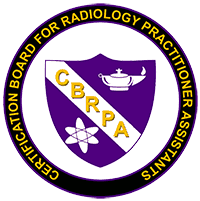 CERTIFICATION BOARD FOR RADIOLOGY PRACTITIONER ASSISTANTS
CBRPA